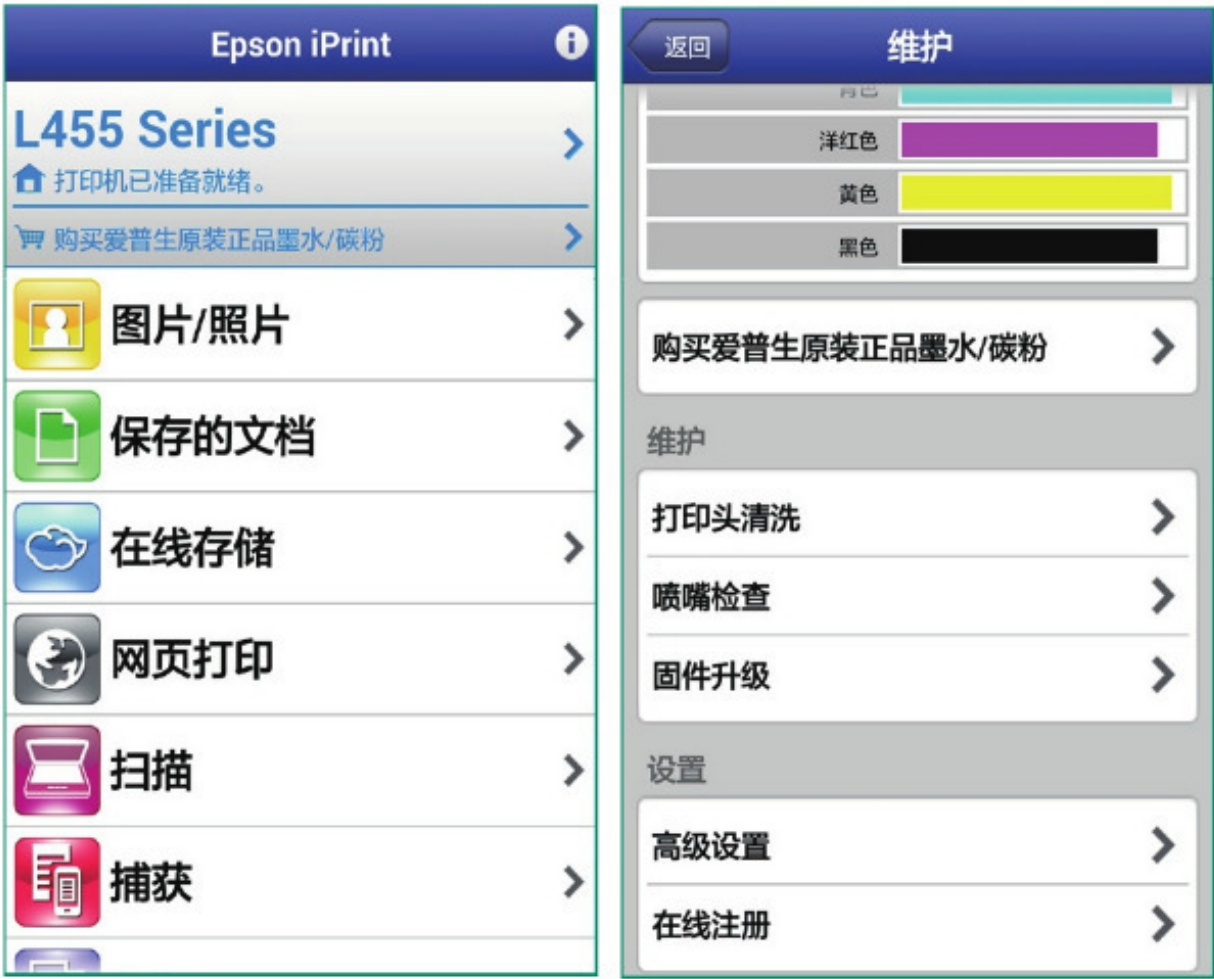 Epson iPrint
L455 Series
打印机已准备就绪。
购买爱普生原装正品墨水/碳粉
图片/照片
保存的文档
在线存储
网页打印
扫描
捕获
返回
维护
青色
洋红色
黄色
黑色
购买爱普生原装正品墨水/碳粉
维护
打印头清洗
喷嘴检查
固件升级
设置
高级设置
在线注册